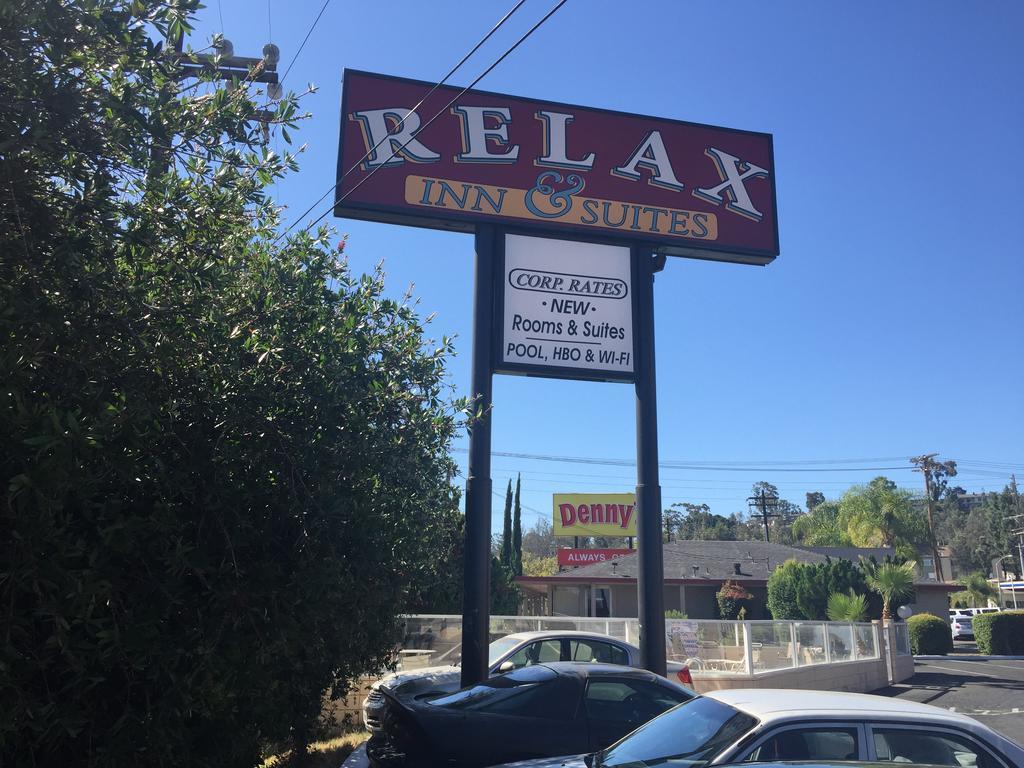 RELAX
INN & SUITES
CORP. RATES
• NEW •
Rooms & Suites
POOL, HBO & WI-FI
Denny'
ALWAYS